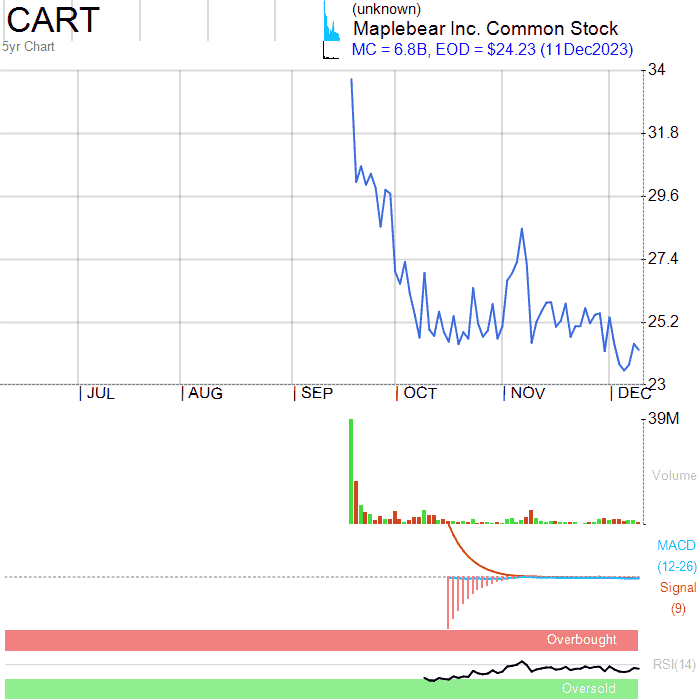 CART
5yr Chart
(unknown)
Maplebear Inc. Common Stock
MC = 6.8B, EOD = $24.23 (11Dec2023)
34
31.8
29.6
27.4
25.2
23
JUL AUG SEP OCT NOV DEC
39M
Volume
MACD
(12-26)
Signal
(9)
Overbought
RSI(14)
Oversold